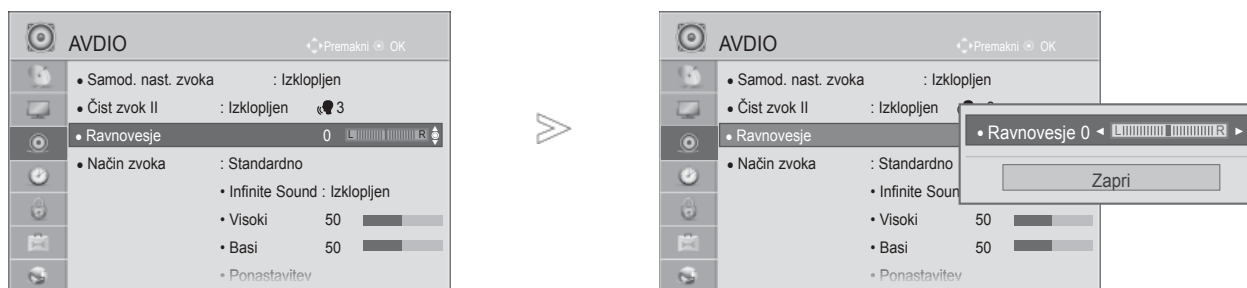 AVDIO
Premakni OK
• Samod. nast. zvoka : Izklopljen
• Čist zvok II : Izklopljen 3
• Ravnovesje 0 L R
• Način zvoka : Standardno
• Infinite Sound : Izklopljen
• Visoki 50
• Basi 50
• Ponastavitev
AVDIO
Premakni OK
• Samod. nast. zvoka : Izklopljen
• Čist zvok II : Izklopljen
• Ravnovesje
• Način zvoka : Standardno
• Infinite Soun
• Visoki 50
• Basi 50
• Ponastavitev
• Ravnovesje 0 ◄ L R ►
Zapri